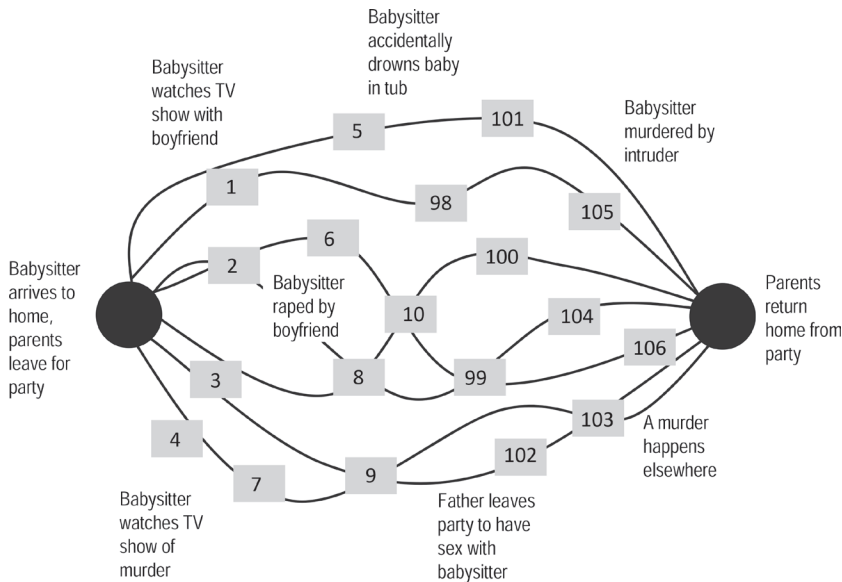 Babysitter
accidentally
drowns baby
in tub
Babysitter
watches TV
show with
boyfriend
Babysitter
murdered by
intruder
5
101
1
98
105
6
2
100
Babysitter
arrives to
home,
parents
leave for
party
Babysitter
raped by
boyfriend
10
104
Parents
return
home from
party
106
3
8
99
4
103
A murder
happens
elsewhere
7
9
102
Babysitter
watches TV
show of
murder
Father leaves
party to have
sex with
babysitter